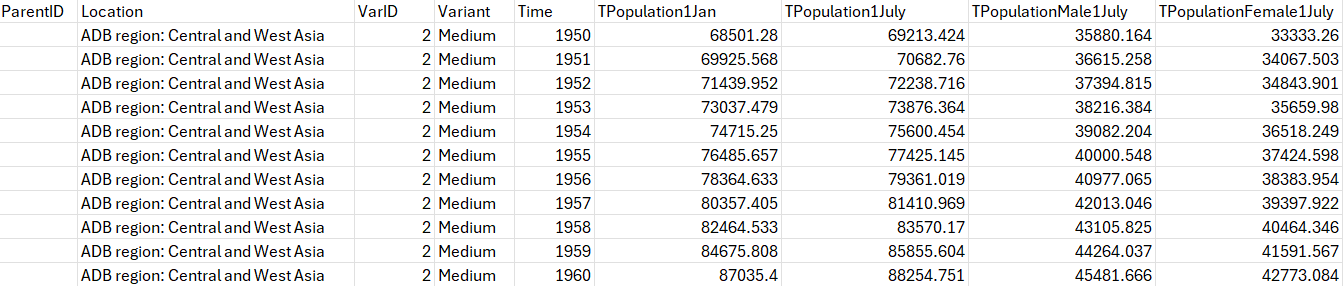 ParentID Location VarID Variant Time TPopulation1Jan TPopulation1July TPopulationMale1July TPopulationFemale1July
ADB region: Central and West Asia 2 Medium 1950 68501.28 69213.424 35880.164 33333.26
ADB region: Central and West Asia 2 Medium 1951 69925.568 70682.76 36615.258 34067.503
ADB region: Central and West Asia 2 Medium 1952 71439.952 72238.716 37394.815 34843.901
ADB region: Central and West Asia 2 Medium 1953 73037.479 73876.364 38216.384 35659.98
ADB region: Central and West Asia 2 Medium 1954 74715.25 75600.454 39082.204 36518.249
ADB region: Central and West Asia 2 Medium 1955 76485.657 77425.145 40000.548 37424.598
ADB region: Central and West Asia 2 Medium 1956 78364.633 79361.019 40977.065 38383.954
ADB region: Central and West Asia 2 Medium 1957 80357.405 81410.969 42013.046 39397.922
ADB region: Central and West Asia 2 Medium 1958 82464.533 83570.17 43105.825 40464.346
ADB region: Central and West Asia 2 Medium 1959 84675.808 85855.604 44264.037 41591.567
ADB region: Central and West Asia 2 Medium 1960 87035.4 88254.751 45481.666 42773.084